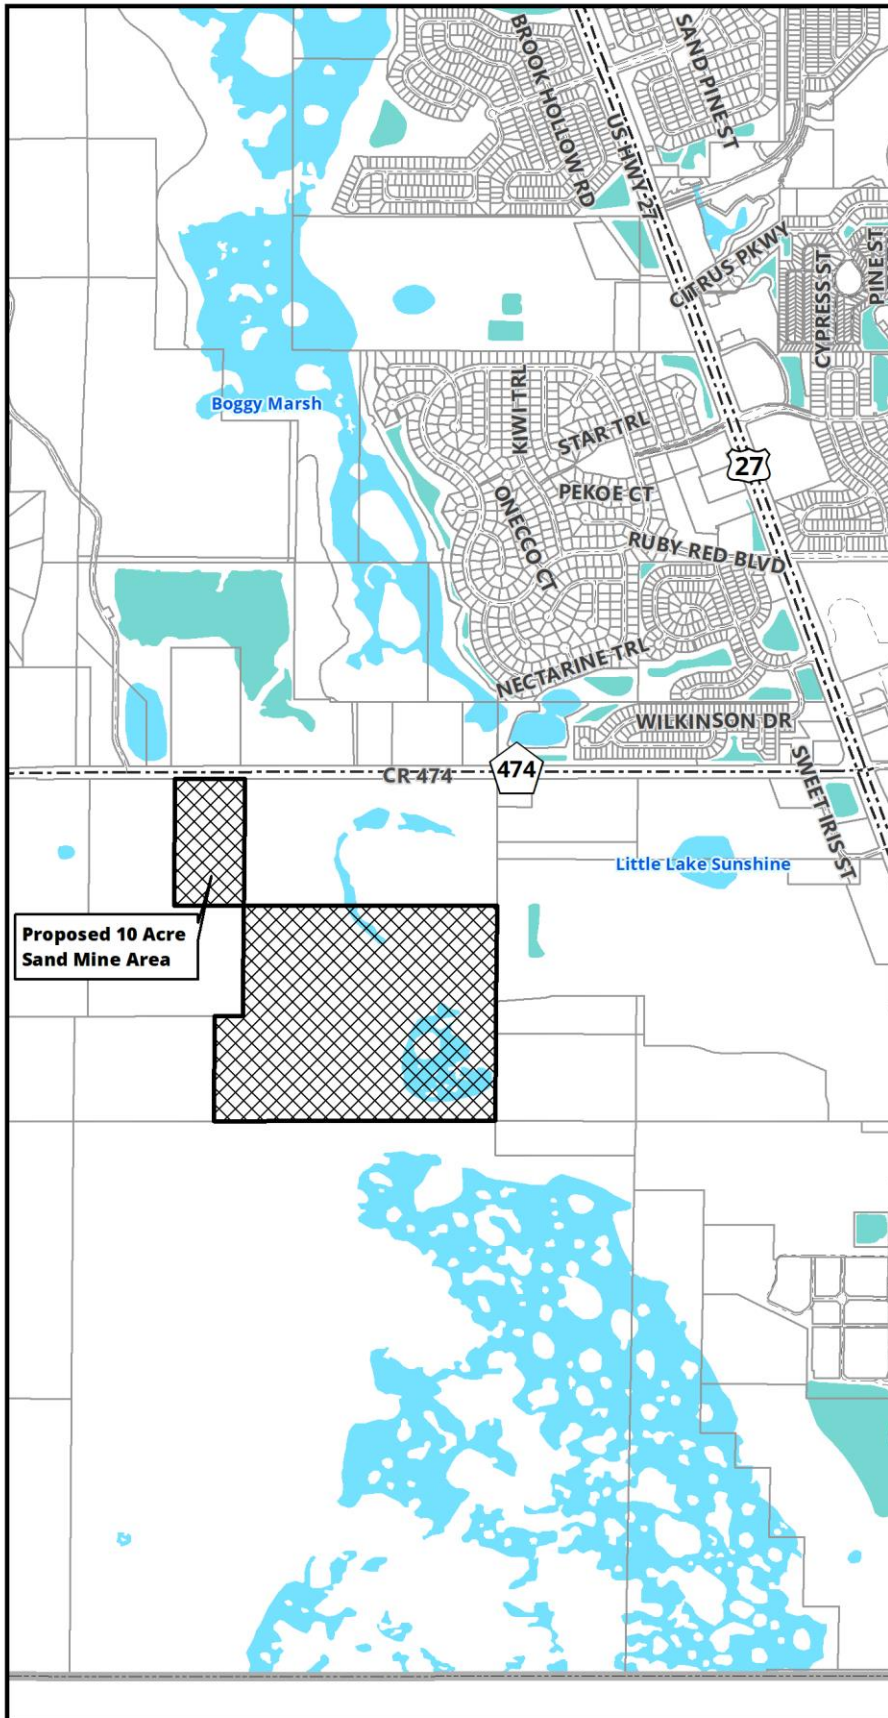 BROOK HOLLOW RD
SAND PINE ST
US HWY 27
CITRUS PKWY
CYPRESS ST
PINE ST
Boggy Marsh
KIWI TRL
STAR TRL
27
PEKOE CT
ONECCO CT
RUBY RED BLVD
NECTARINE TRL
WILKINSON DR
CR 474
474
SWEET IRIS ST
Little Lake Sunshine
Proposed 10 Acre
Sand Mine Area